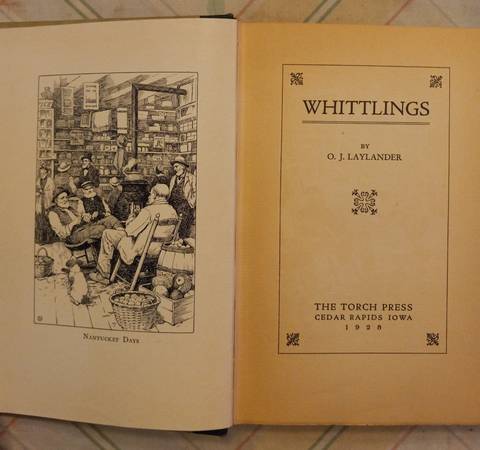 NANTUCKET DAYS
WHITTLINGS
BY
O. J. LAYLANDER
THE TORCH PRESS
CEDAR RAPIDS IOWA
1928